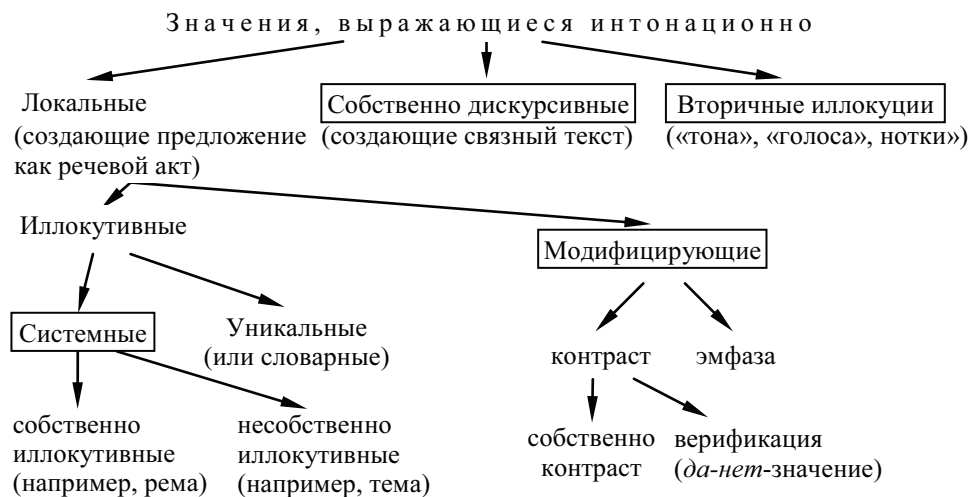 Значения, выражающиеся интонационно
Локальные
(создающие предложение
как речевой акт)
Собственно дискурсивные
(создающие связный текст)
Вторичные иллокуции
(«тона», «голоса», нотки»)
Иллокутивные
Модифицирующие
Системные
Уникальные
(или словарные)
контраст
эмфаза
собственно
иллокутивные
(например, рема)
несобственно
иллокутивные
(например, тема)
собственно
контраст
верификация
(да-нет-значение)